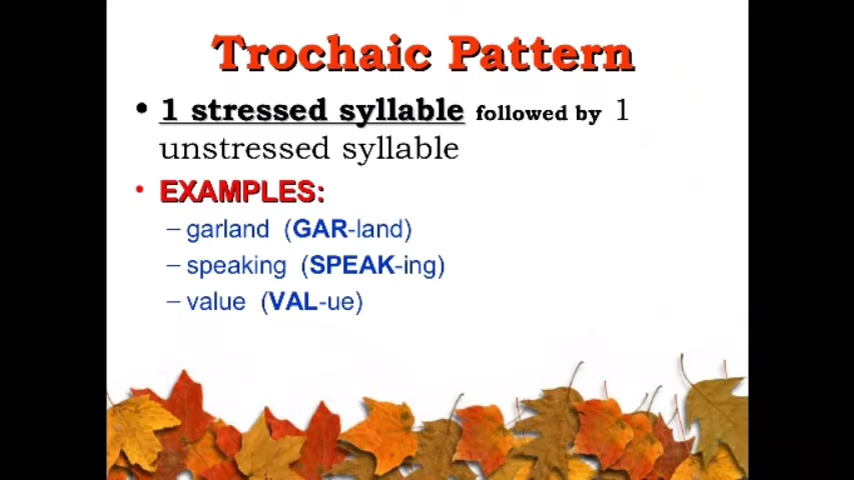 Trochaic Pattern
• 1 stressed syllable followed by 1
unstressed syllable
• EXAMPLES:
– garland (GAR-land)
– speaking (SPEAK-ing)
– value (VAL-ue)